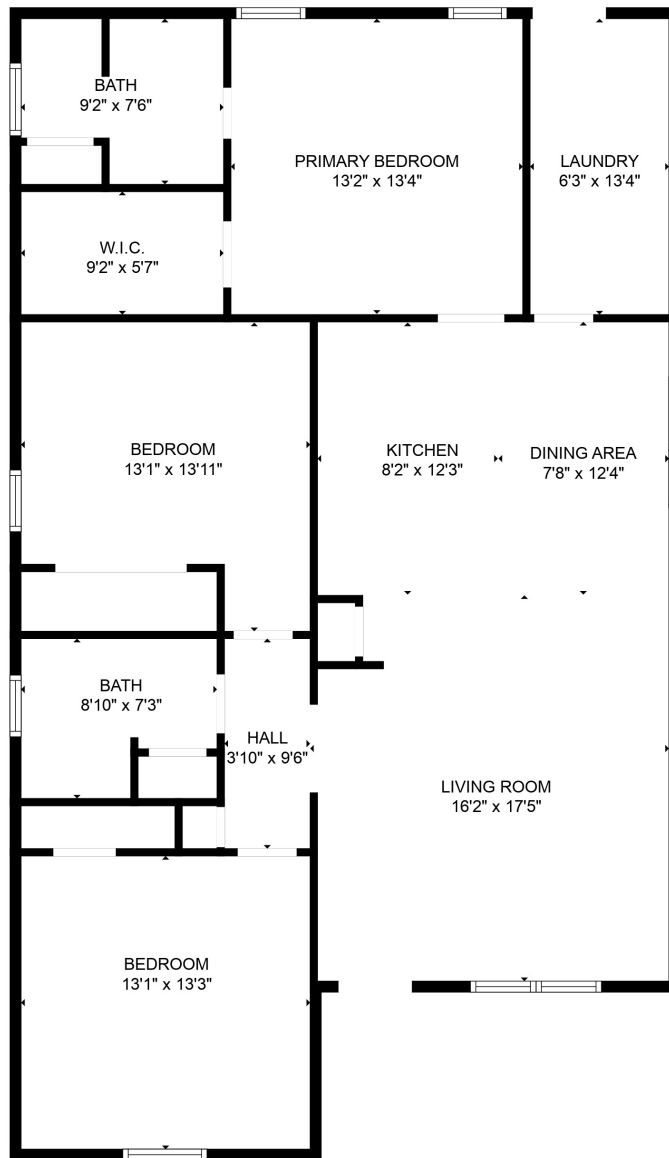 BATH
9'2" x 7'6"
PRIMARY BEDROOM
13'2" x 13'4"
LAUNDRY
6'3" x 13'4"
W.I.C.
9'2" x 5'7"
BEDROOM
13'1" x 13'11"
KITCHEN
8'2" x 12'3"
DINING AREA
7'8" x 12'4"
BATH
8'10" x 7'3"
HALL
3'10" x 9'6"
LIVING ROOM
16'2" x 17'5"
BEDROOM
13'1" x 13'3"